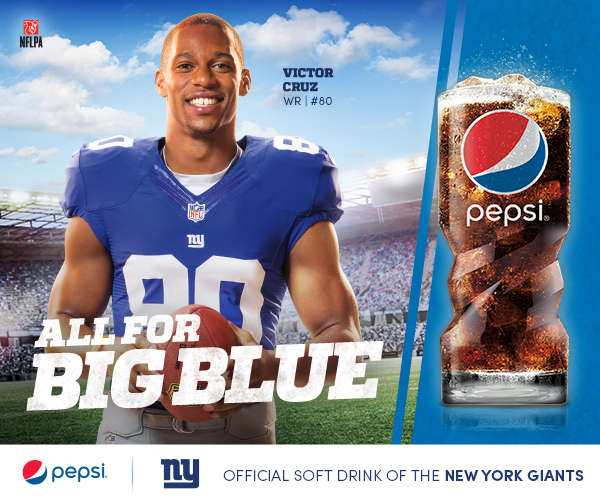 NFLPA
VICTOR
CRUZ
WR | #80
80
NFL
ny
80
ALL FOR
BIG BLUE
pepsi®
pepsi.
ny
OFFICIAL SOFT DRINK OF THE NEW YORK GIANTS